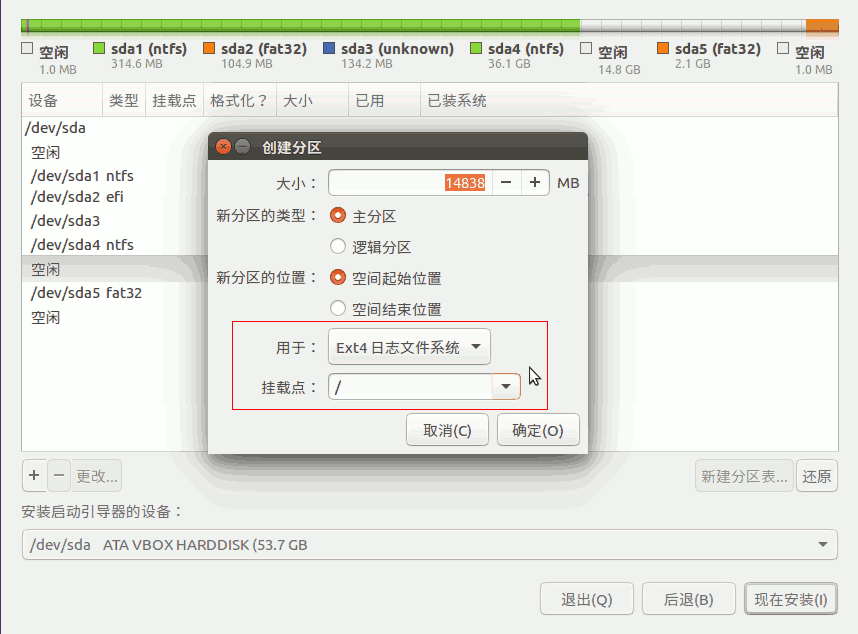 空闲 sda1 (ntfs) sda2 (fat32) sda3 (unknown) sda4 (ntfs) 空闲 sda5 (fat32) 空闲
1.0 MB 314.6 MB 104.9 MB 134.2 MB 36.1 GB 14.8 GB 2.1 GB 1.0 MB
设备 类型 挂载点 格式化？ 大小 已用 已装系统
/dev/sda
空闲
/dev/sda1 ntfs
/dev/sda2 efi
/dev/sda3
/dev/sda4 ntfs
空闲
/dev/sda5 fat32
空闲
创建分区
大小： 14838 − + MB
新分区的类型： 主分区
逻辑分区
新分区的位置： 空间起始位置
空间结束位置
用于： Ext4 日志文件系统
挂载点： /
取消(C) 确定(O)
+ − 更改... 新建分区表... 还原
安装启动引导器的设备：
/dev/sda ATA VBOX HARDDISK (53.7 GB
退出(Q) 后退(B) 现在安装(I)